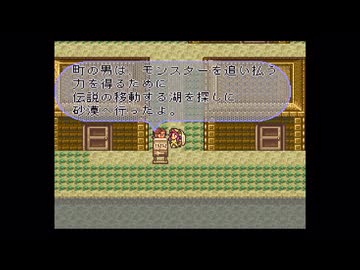 町の男は　モンスターを追い払う
力を得るために
伝説の移動する湖を探しに
砂漠へ行ったよ。